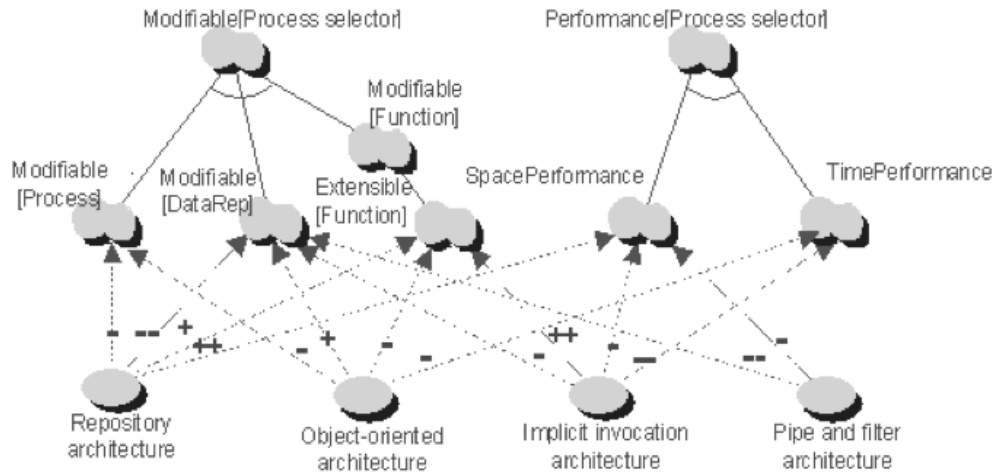 Modifiable[Process selector]
Performance[Process selector]
Modifiable
[Function]
Modifiable
[Process]
Modifiable
[DataRep]
Extensible
[Function]
SpacePerformance
TimePerformance
- -- + ++ - + - - - ++ - -- -- -
Repository
architecture
Object-oriented
architecture
Implicit invocation
architecture
Pipe and filter
architecture